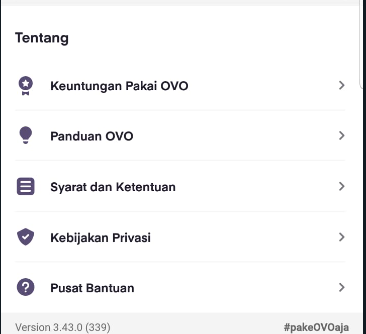 Tentang
Keuntungan Pakai OVO
Panduan OVO
Syarat dan Ketentuan
Kebijakan Privasi
Pusat Bantuan
Version 3.43.0 (339) #pakeOVOaja